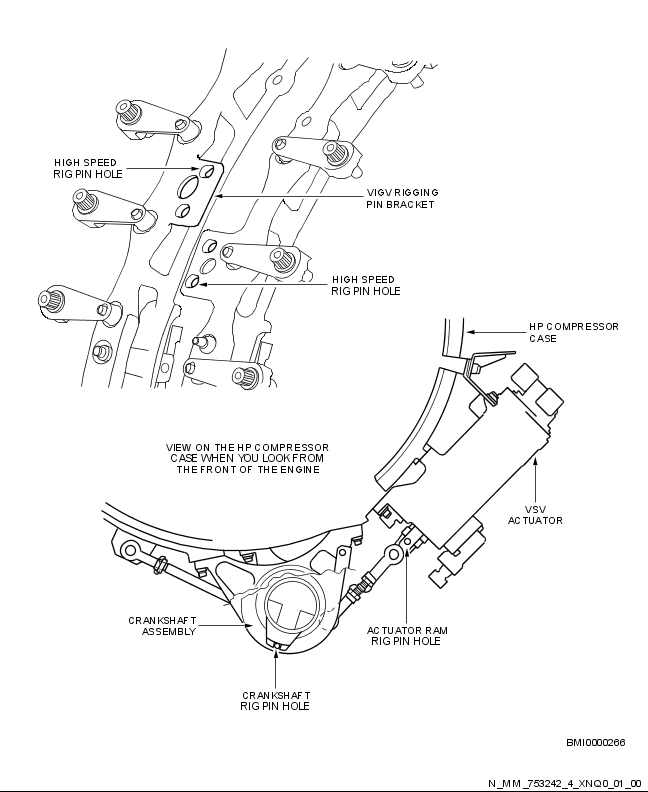 HIGH SPEED
RIG PIN HOLE
VIGV RIGGING
PIN BRACKET
HIGH SPEED
RIG PIN HOLE
HP COMPRESSOR
CASE
VIEW ON THE HP COMPRESSOR
CASE WHEN YOU LOOK FROM
THE FRONT OF THE ENGINE
VSV
ACTUATOR
CRANKSHAFT
ASSEMBLY
ACTUATOR RAM
RIG PIN HOLE
CRANKSHAFT
RIG PIN HOLE
BMI0000266
N_MM_753242_4_XNQ0_01_00